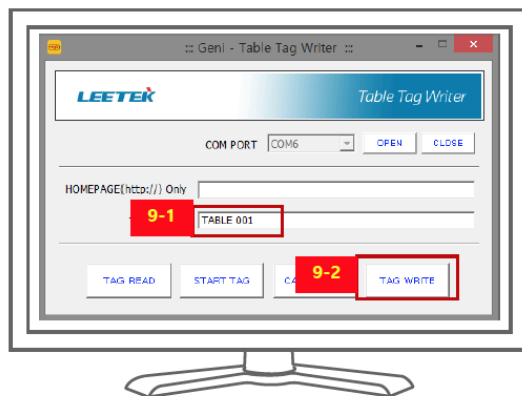 ::: Geni - Table Tag Writer :::
LEETEK
Table Tag Writer
COM PORT COM6 OPEN CLOSE
HOMEPAGE(http://) Only
9-1 TABLE 001
9-2
TAG READ START TAG CA TAG WRITE